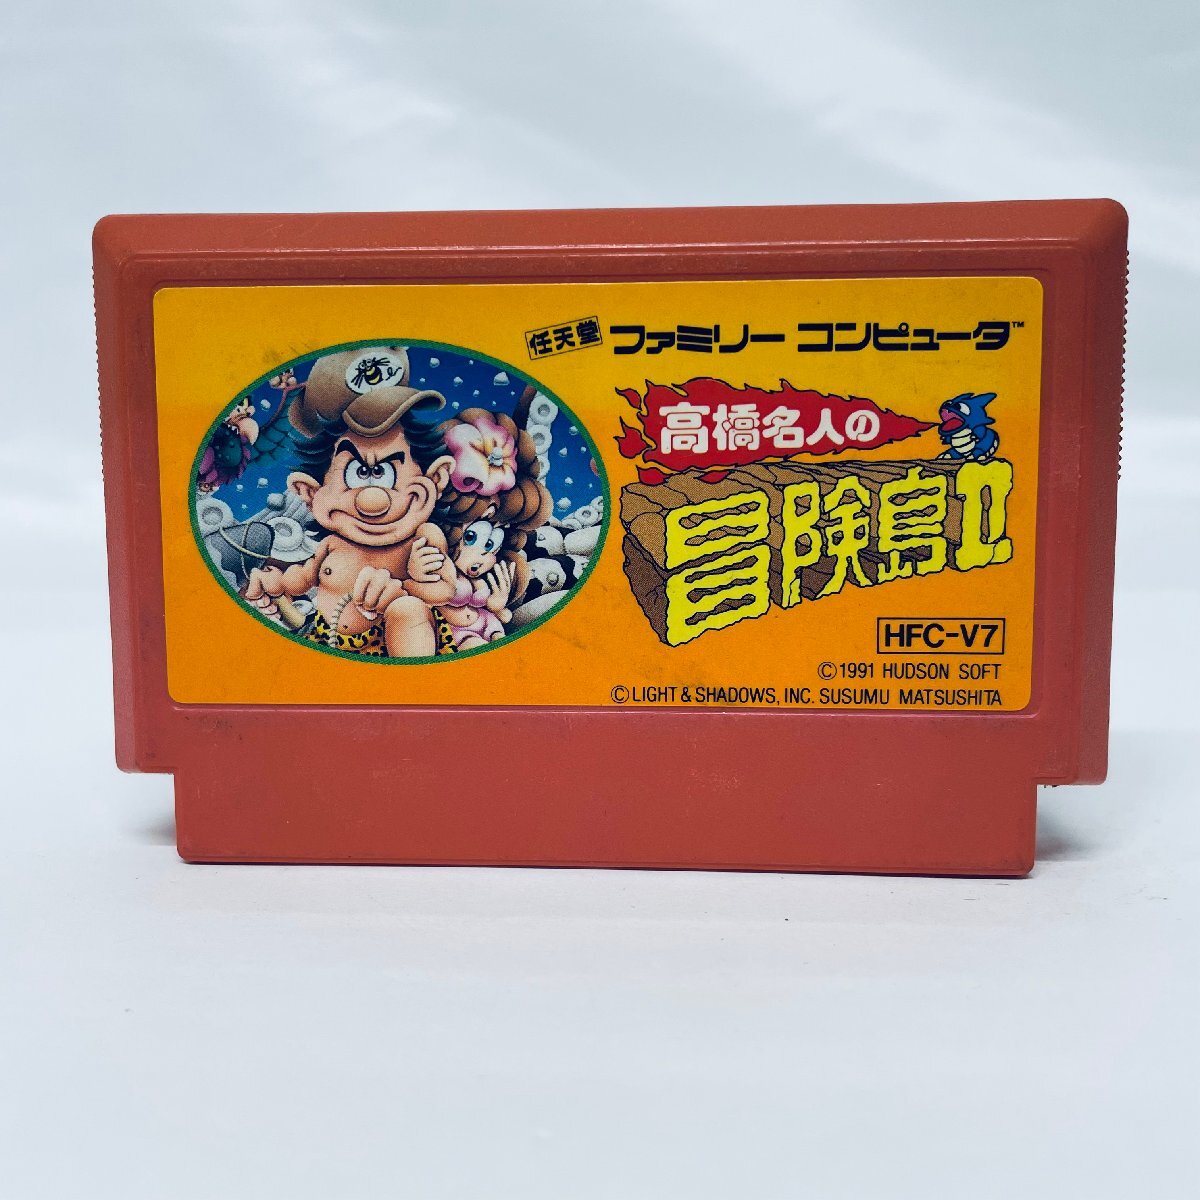 任天堂 ファミリー コンピュータ™
高橋名人の
冒険島II
HFC-V7
© 1991 HUDSON SOFT
© LIGHT & SHADOWS, INC. SUSUMU MATSUSHITA